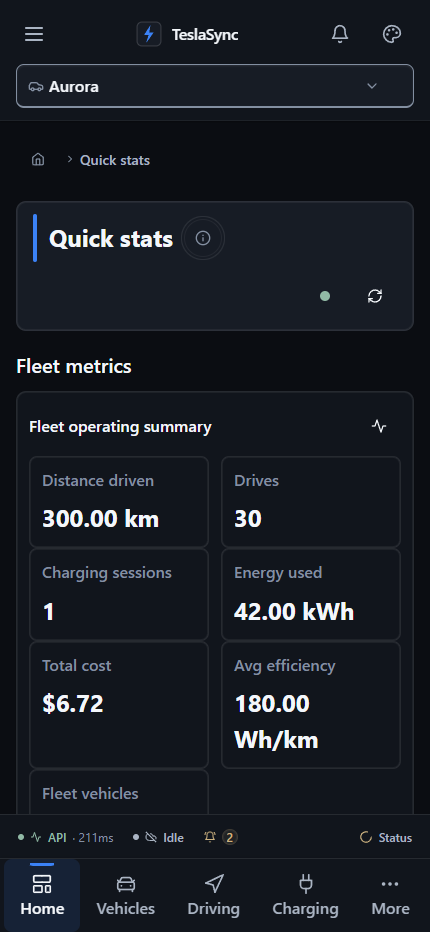 TeslaSync
Aurora
Quick stats
Quick stats
Fleet metrics
Fleet operating summary
Distance driven
300.00 km
Drives
30
Charging sessions
1
Energy used
42.00 kWh
Total cost
$6.72
Avg efficiency
180.00
Wh/km
Fleet vehicles
API · 211ms
Idle
2
Status
Home
Vehicles
Driving
Charging
More